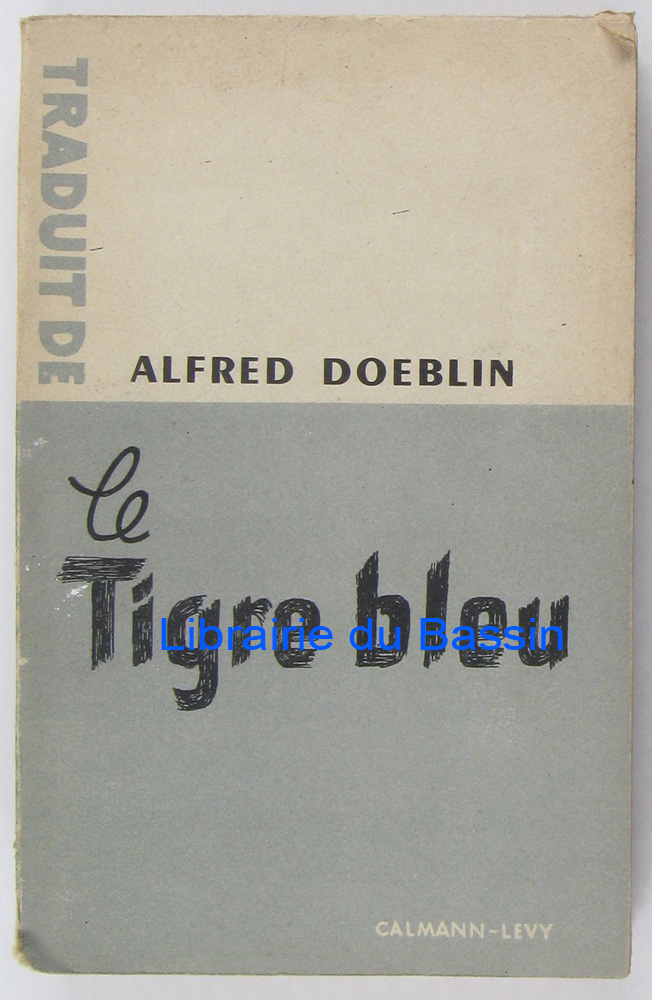 TRADUIT DE
ALFRED DOEBLIN
le
Tigre bleu
Librairie du Bassin
CALMANN-LEVY